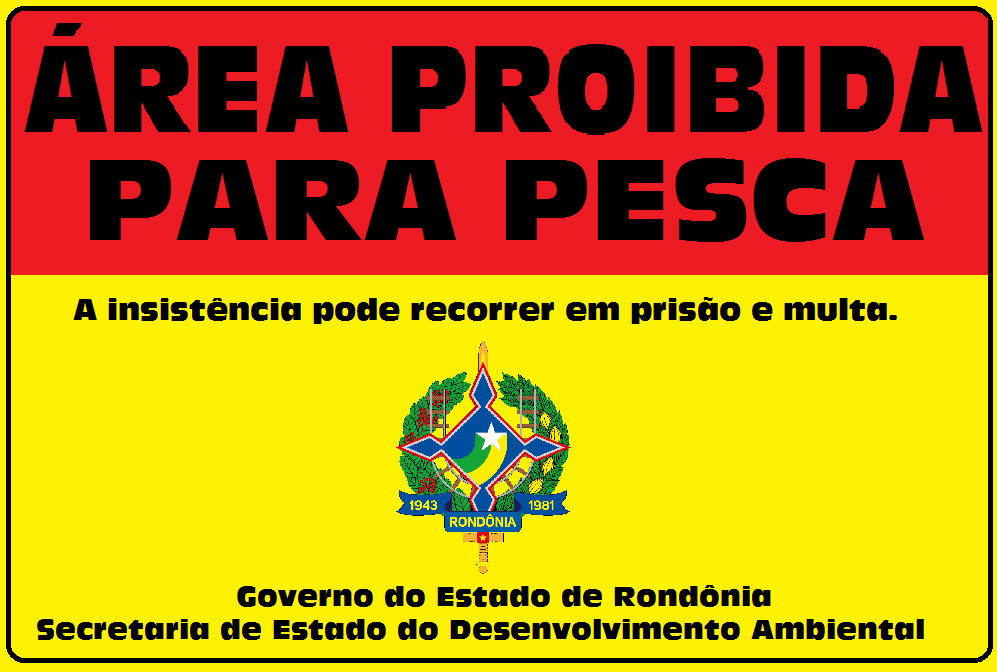 ÁREA PROIBIDA
PARA PESCA
A insistência pode recorrer em prisão e multa.
1943 1981
RONDÔNIA
Governo do Estado de Rondônia
Secretaria de Estado do Desenvolvimento Ambiental